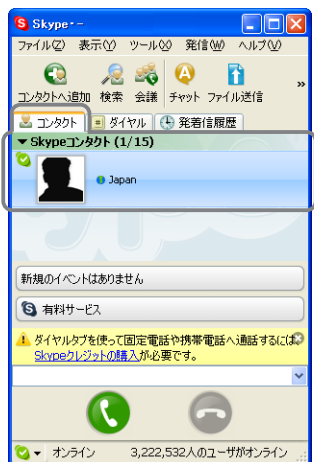 Skype™ -
ファイル(Z) 表示(Y) ツール(X) 発信(W) ヘルプ(V)
コンタクトへ追加 検索 会議 チャット ファイル送信 »
コンタクト ダイヤル 発着信履歴
Skypeコンタクト (1/15)
Japan
新規のイベントはありません
有料サービス
ダイヤルタブを使って固定電話や携帯電話へ通話するには
Skypeクレジットの購入が必要です。
オンライン 3,222,532人のユーザがオンライン